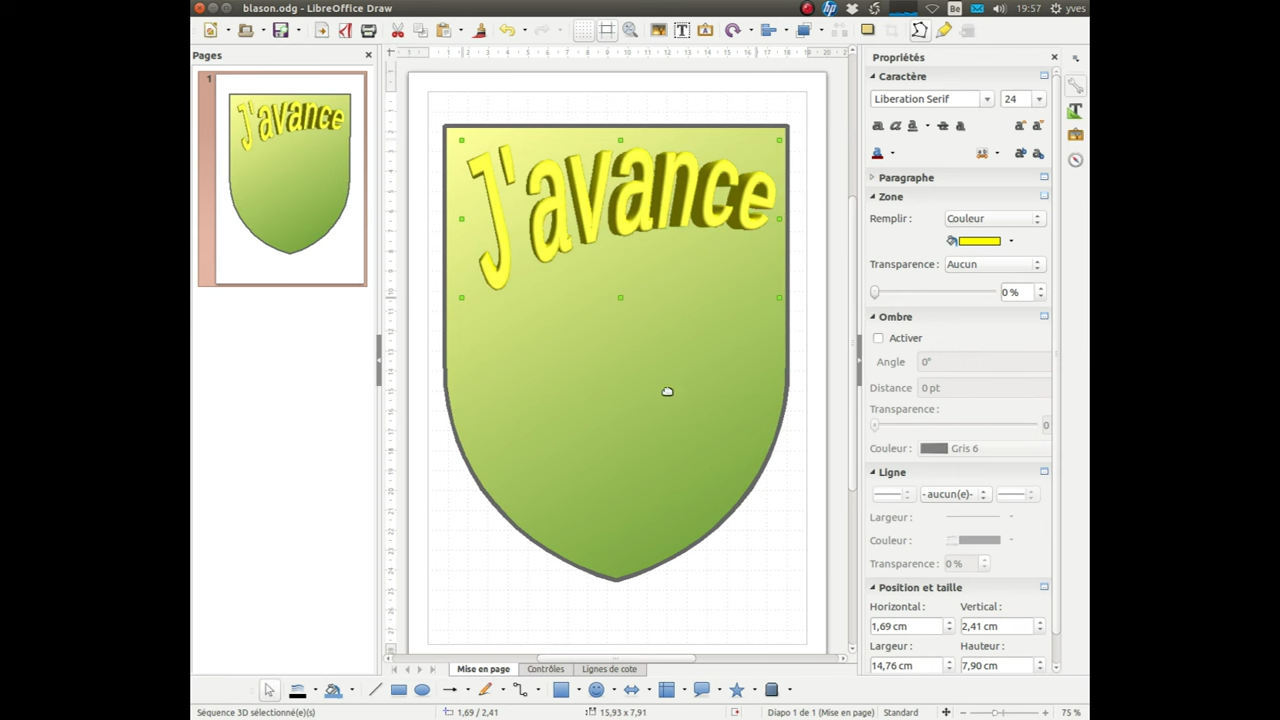 blason.odg - LibreOffice Draw
Be
19:57
yves
Pages
1
J'avance
J'avance
Propriétés
Caractère
Liberation Serif
24
Paragraphe
Zone
Remplir :
Couleur
Transparence :
Aucun
0 %
Ombre
Activer
Angle
0°
Distance
0 pt
Transparence :
0
Couleur :
Gris 6
Ligne
- aucun(e)-
Largeur :
Couleur :
Transparence :
0 %
Position et taille
Horizontal :
Vertical :
1,69 cm
2,41 cm
Largeur :
Hauteur :
14,76 cm
7,90 cm
Mise en page
Contrôles
Lignes de cote
Séquence 3D sélectionné(e)(s)
1,69 / 2,41
15,93 x 7,91
Diapo 1 de 1 (Mise en page)
Standard
75 %